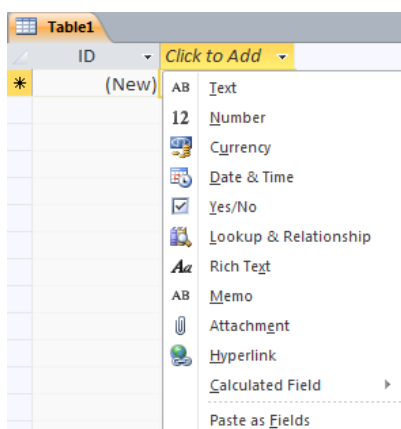 Table1
ID Click to Add
(New)
AB Text
12 Number
Currency
Date & Time
Yes/No
Lookup & Relationship
Aa Rich Text
AB Memo
Attachment
Hyperlink
Calculated Field
Paste as Fields